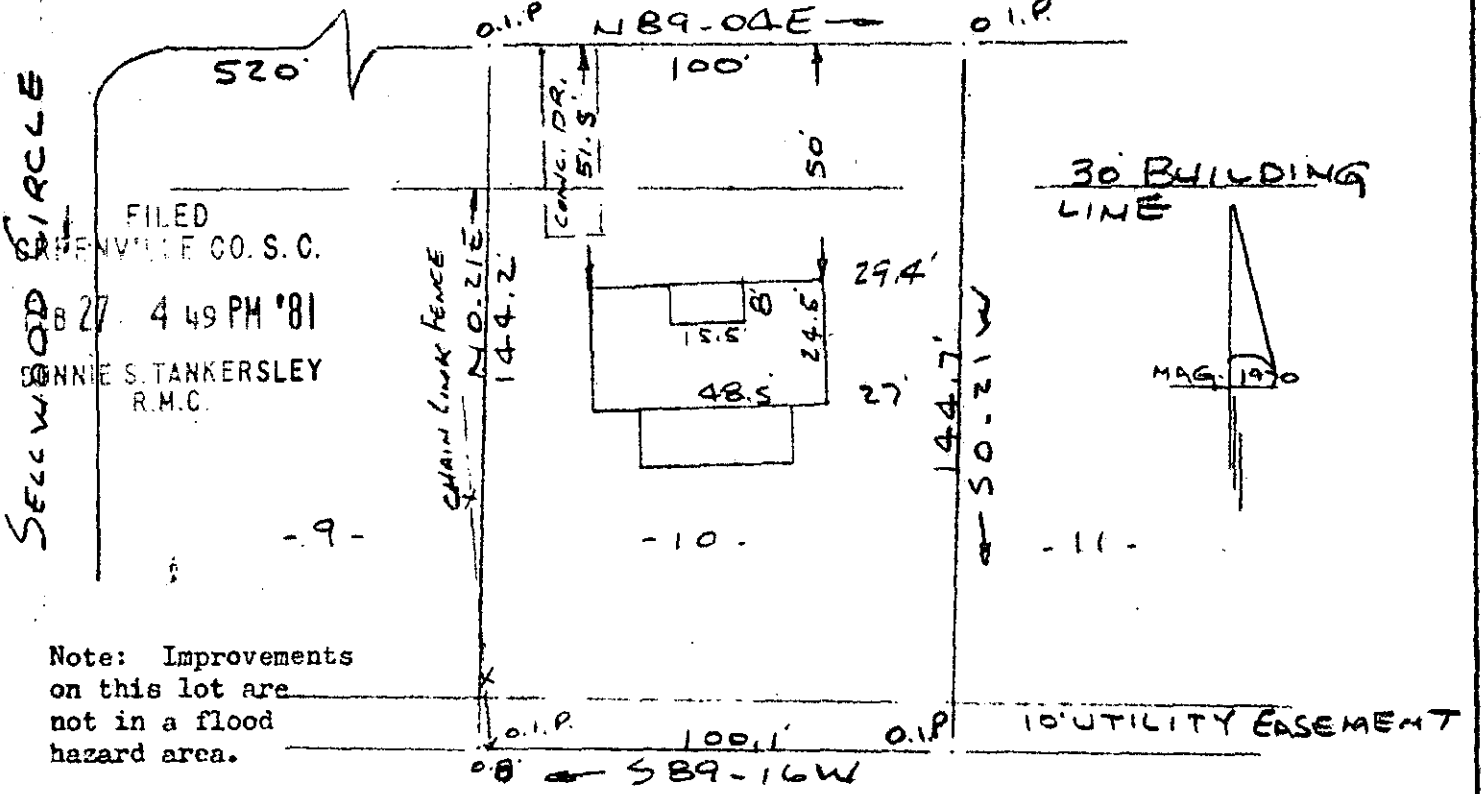 O.I.P
N89-04E
O I.P.
520'
100'
CONC. DR.
51.5'
50'
30' BUILDING
LINE
SELLWOOD CIRCLE
FILED
GREENVILLE CO. S. C.
27 4 49 PM '81
DONNIE S. TANKERSLEY
R.M.C.
CHAIN LINK FENCE
N0.21E
144.2'
29.4'
8'
15.5'
24.5'
48.5'
27'
144.7'
S0-21W
MAG. 1970
-9-
-10-
-11-
Note: Improvements
on this lot are
not in a flood
hazard area.
O.I.P.
100.1'
O.I.P
10' UTILITY EASEMENT
S89-16W